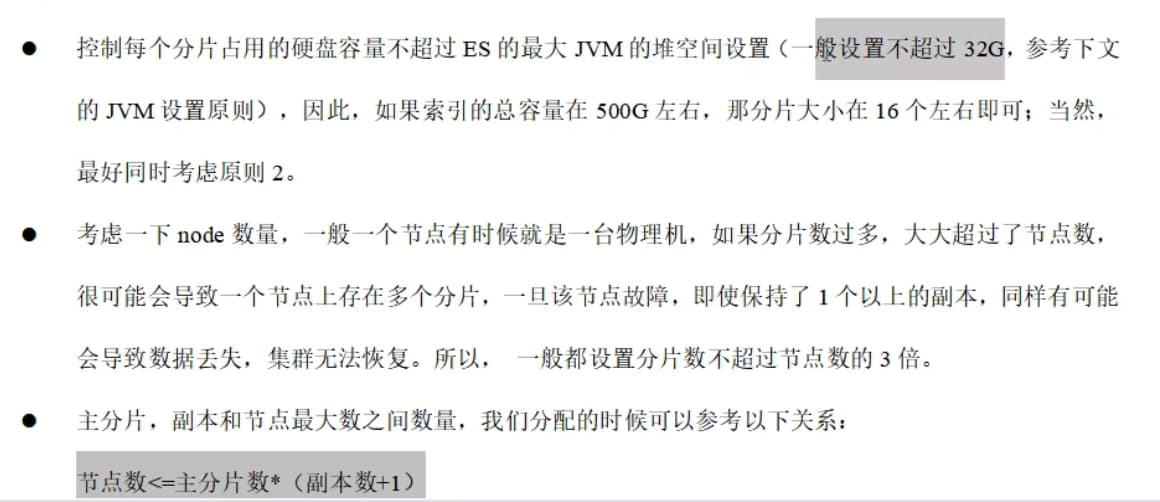 ● 控制每个分片占用的硬盘容量不超过 ES 的最大 JVM 的堆空间设置（一般设置不超过 32G，参考下文
的 JVM 设置原则），因此，如果索引的总容量在 500G 左右，那分片大小在 16 个左右即可；当然，
最好同时考虑原则 2。
● 考虑一下 node 数量，一般一个节点有时候就是一台物理机，如果分片数过多，大大超过了节点数，
很可能会导致一个节点上存在多个分片，一旦该节点故障，即使保持了 1 个以上的副本，同样有可能
会导致数据丢失，集群无法恢复。所以， 一般都设置分片数不超过节点数的 3 倍。
● 主分片，副本和节点最大数之间数量，我们分配的时候可以参考以下关系：
节点数<=主分片数*（副本数+1）